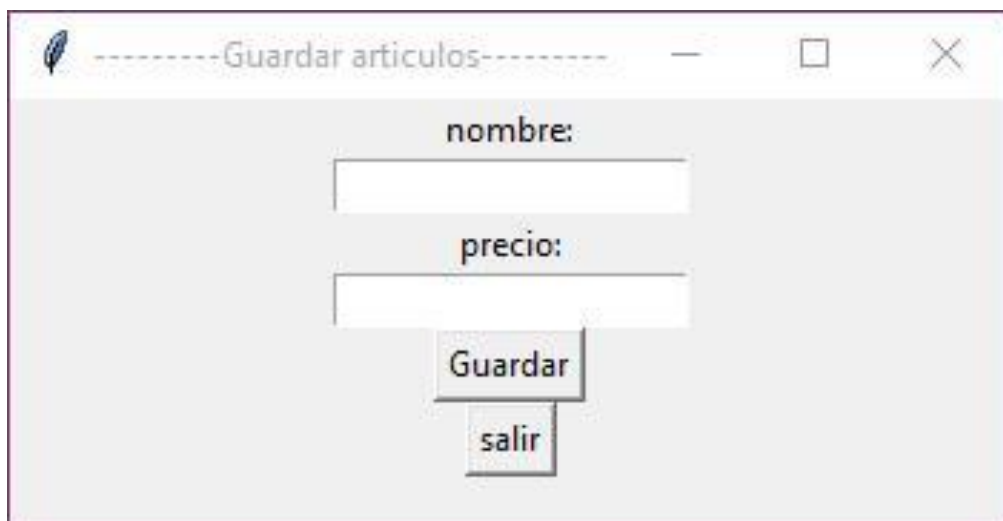 ---------Guardar articulos---------
nombre:
precio:
Guardar
salir